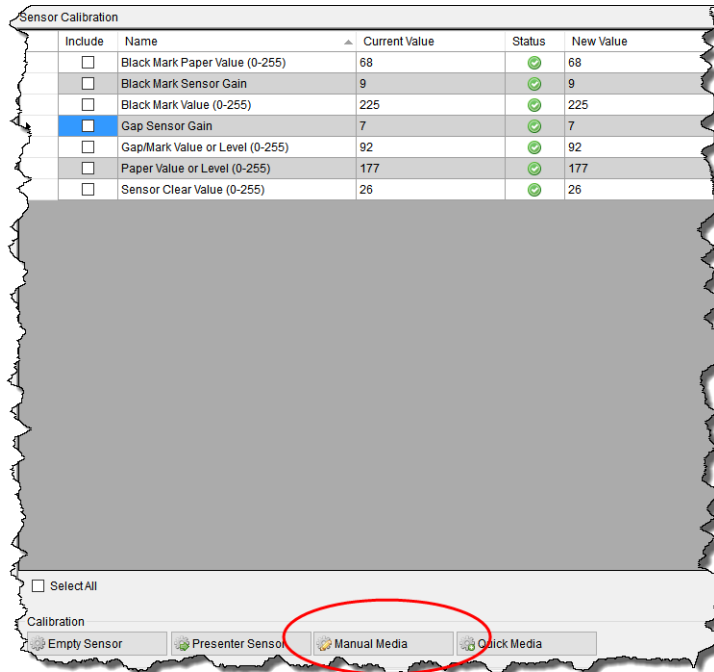 Sensor Calibration
Include Name Current Value Status New Value
Black Mark Paper Value (0-255) 68 68
Black Mark Sensor Gain 9 9
Black Mark Value (0-255) 225 225
Gap Sensor Gain 7 7
Gap/Mark Value or Level (0-255) 92 92
Paper Value or Level (0-255) 177 177
Sensor Clear Value (0-255) 26 26
Select All
Calibration
Empty Sensor Presenter Sensor Manual Media Quick Media